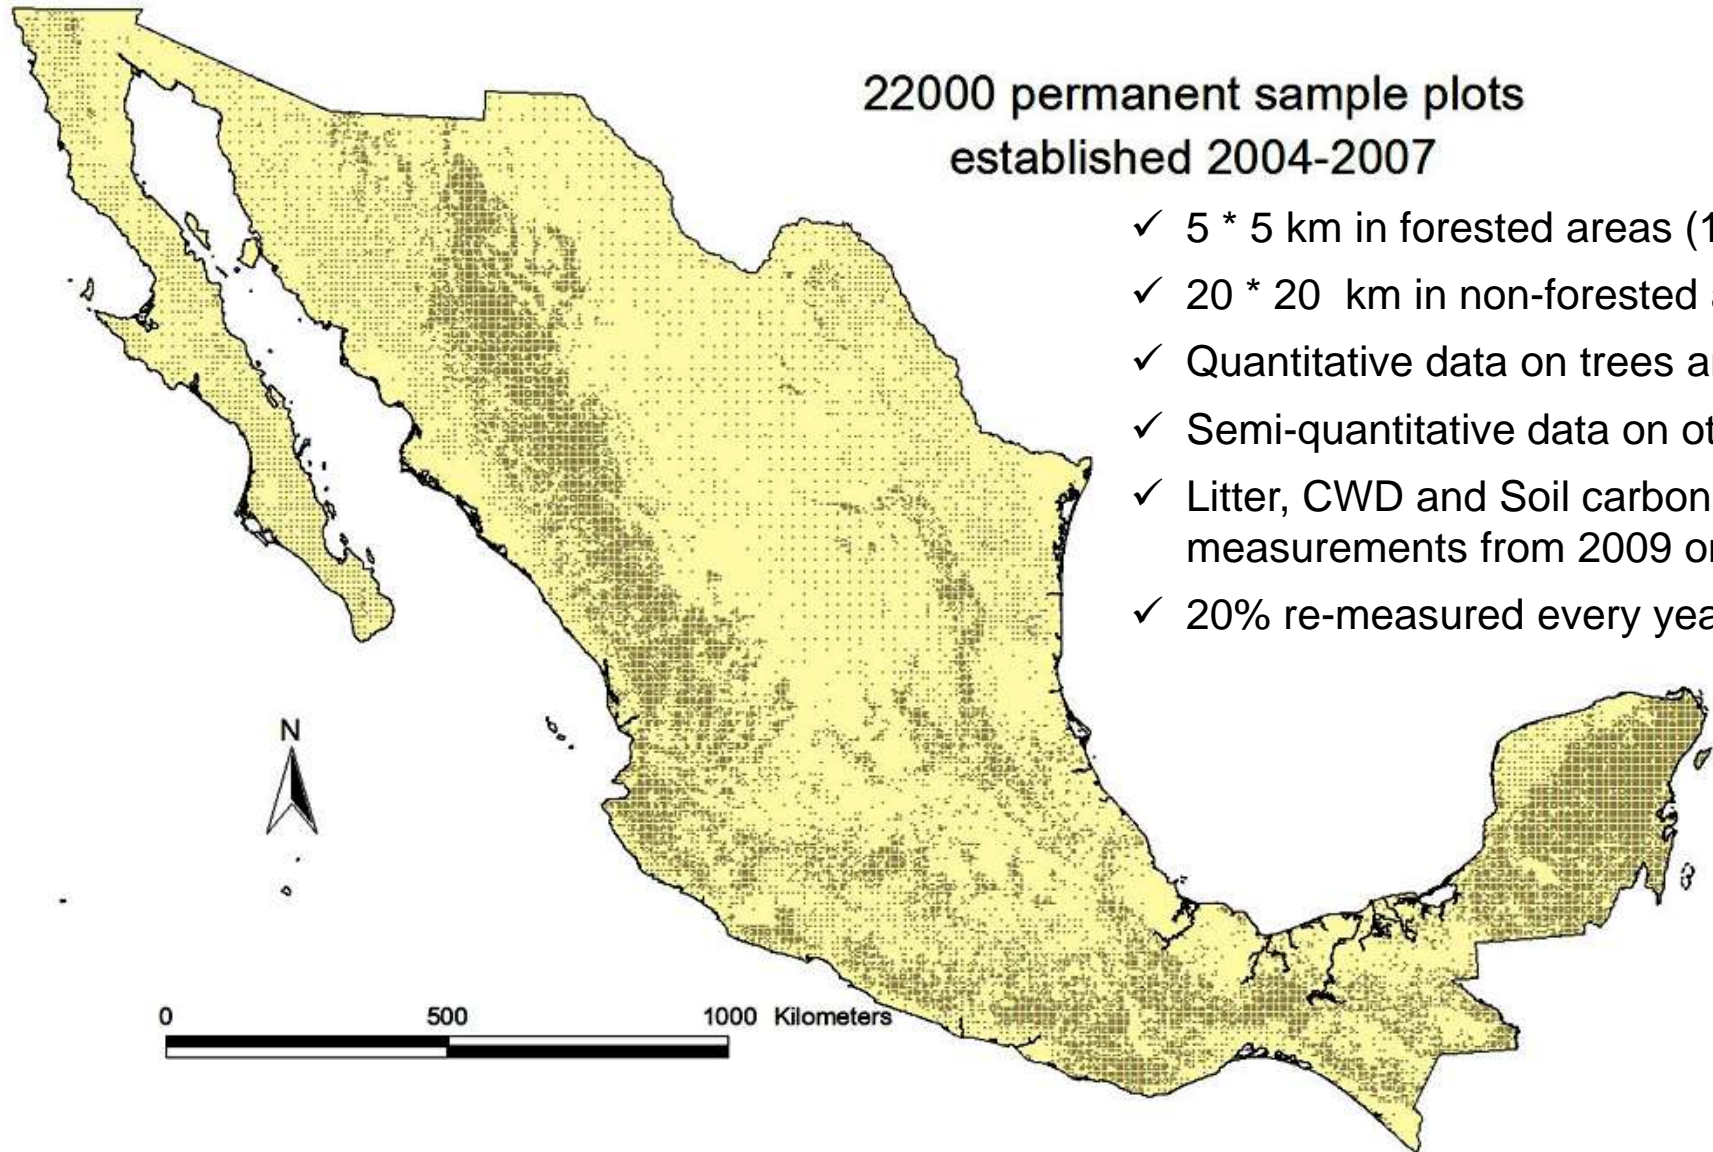 22000 permanent sample plots
established 2004-2007
✓ 5 * 5 km in forested areas (1
✓ 20 * 20 km in non-forested
✓ Quantitative data on trees
✓ Semi-quantitative data on
✓ Litter, CWD and Soil carbon
measurements from 2009
✓ 20% re-measured every
N
0 500 1000 Kilometers